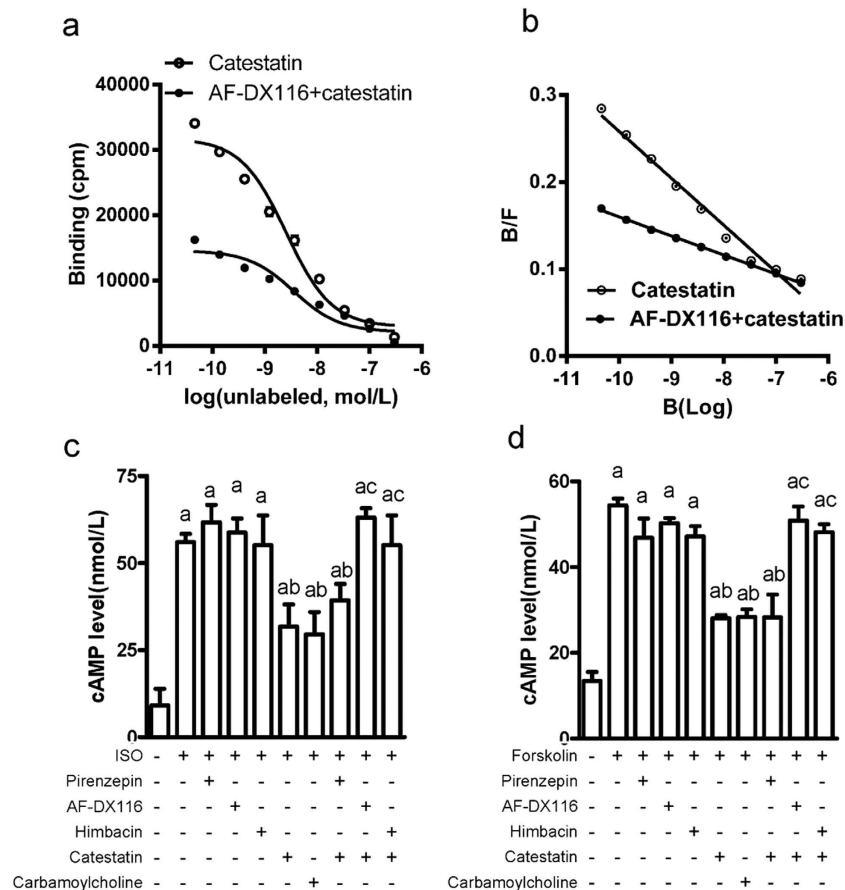 a
Catestatin
AF-DX116+catestatin
40000
30000
20000
10000
0
Binding (cpm)
-11 -10 -9 -8 -7 -6
log(unlabeled, mol/L)
b
0.3
0.2
0.1
0.0
B/F
Catestatin
AF-DX116+catestatin
-11 -10 -9 -8 -7 -6
B(Log)
c
75
50
25
0
cAMP level(nmol/L)
a a a a ab ab ab ac ac
ISO - + + + + + + + + +
Pirenzepin - - + - - - - + - -
AF-DX116 - - - + - - - - + -
Himbacin - - - - + - - - - +
Catestatin - - - - - + - + + +
Carbamoylcholine - - - - - - + - - -
d
60
40
20
0
cAMP level(nmol/L)
a a a a ab ab ab ac ac
Forskolin - + + + + + + + + +
Pirenzepin - - + - - - - + - -
AF-DX116 - - - + - - - - + -
Himbacin - - - - + - - - - +
Catestatin - - - - - + - + + +
Carbamoylcholine - - - - - - + - - -